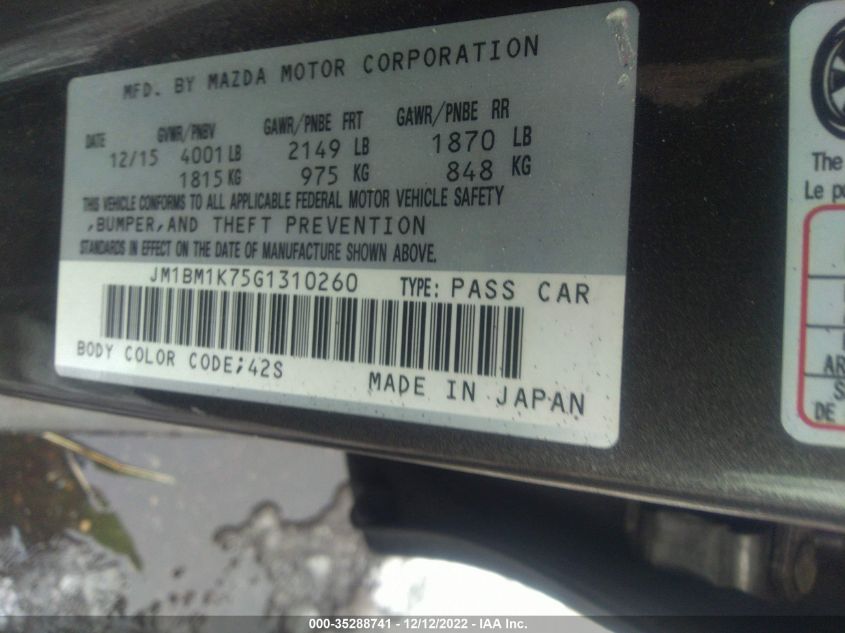 MFD. BY MAZDA MOTOR CORPORATION
DATE GVWR/PNBV GAWR/PNBE FRT GAWR/PNBE RR
12/15 4001 LB 2149 LB 1870 LB
1815 KG 975 KG 848 KG
THIS VEHICLE CONFORMS TO ALL APPLICABLE FEDERAL MOTOR VEHICLE SAFETY
,BUMPER,AND THEFT PREVENTION
STANDARDS IN EFFECT ON THE DATE OF MANUFACTURE SHOWN ABOVE.
JM1BM1K75G1310260 TYPE: PASS CAR
BODY COLOR CODE;42S
MADE IN JAPAN
The
Le
DE
000-35288741 - 12/12/2022 - IAA Inc.